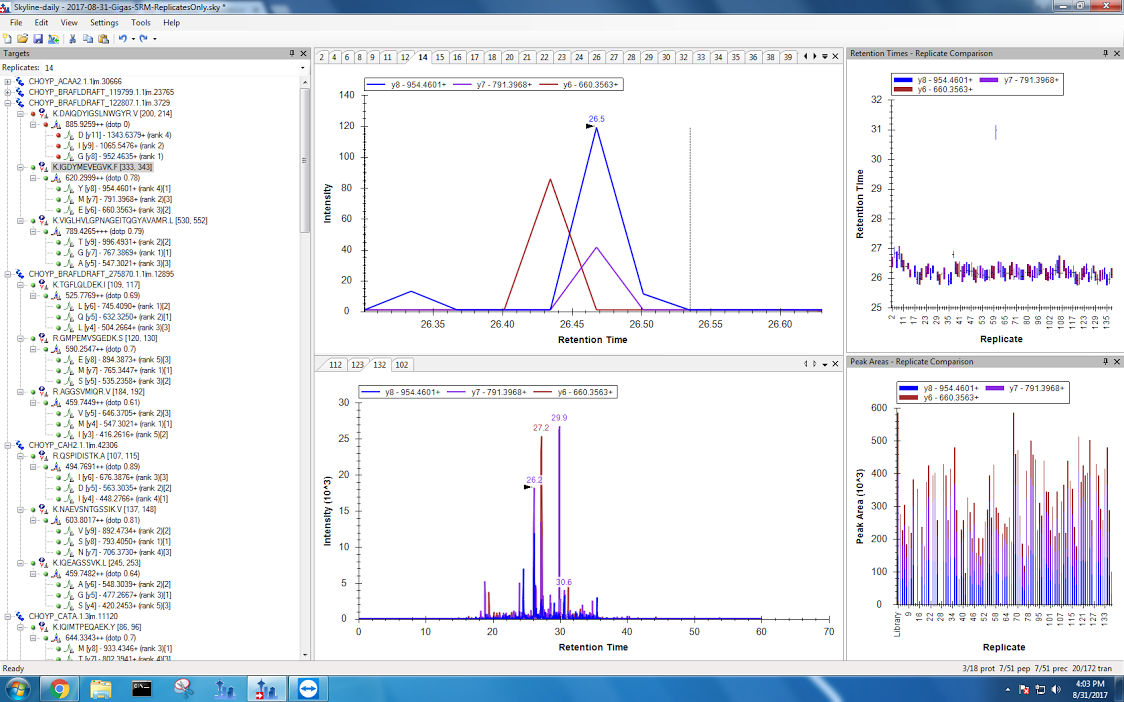 Skyline-daily - 2017-08-31-Gigas-SRM-ReplicatesOnly.sky *
File Edit View Settings Tools Help
Targets
Replicates: 14
CHOYP_ACAA2.1.1|m.30666
CHOYP_BRAFLDRAFT_119799.1.1|m.23765
CHOYP_BRAFLDRAFT_122807.1.1|m.3729
K.DAIQDYIGSLNWGYR.V [200, 214]
885.9259++ (dotp 0)
D [y11] - 1343.6379+ (rank 4)
I [y9] - 1065.5476+ (rank 2)
G [y8] - 952.4635+ (rank 1)
K.IGDYMEVEGVK.F [333, 343]
620.2999++ (dotp 0.78)
Y [y8] - 954.4601+ (rank 4)[1]
M [y7] - 791.3968+ (rank 2)[3]
E [y6] - 660.3563+ (rank 3)[2]
K.VIGLHVLGPNAGEITQGYAVAMR.L [530, 552]
789.4265+++ (dotp 0.79)
T [y9] - 996.4931+ (rank 2)[2]
G [y7] - 767.3869+ (rank 1)[1]
A [y5] - 547.3021+ (rank 3)[3]
CHOYP_BRAFLDRAFT_275870.1.1|m.12895
K.TGFLQLDEK.I [109, 117]
525.7769++ (dotp 0.69)
L [y6] - 745.4090+ (rank 1)[2]
Q [y5] - 632.3250+ (rank 2)[1]
L [y4] - 504.2664+ (rank 3)[3]
R.GMPEMVSGEDK.S [120, 130]
590.2547++ (dotp 0.7)
E [y8] - 894.3873+ (rank 5)[3]
M [y7] - 765.3447+ (rank 1)[1]
S [y5] - 535.2358+ (rank 3)[2]
R.AGGSVMIQR.V [184, 192]
459.7449++ (dotp 0.61)
V [y5] - 646.3705+ (rank 2)[3]
M [y4] - 547.3021+ (rank 1)[1]
I [y3] - 416.2616+ (rank 5)[2]
CHOYP_CAH2.1.1|m.42306
R.QSPIDISTK.A [107, 115]
494.7691++ (dotp 0.89)
I [y6] - 676.3876+ (rank 3)[3]
D [y5] - 563.3035+ (rank 2)[2]
I [y4] - 448.2766+ (rank 4)[1]
K.NAEVSNTGSSIK.V [137, 148]
603.8017++ (dotp 0.81)
V [y9] - 892.4734+ (rank 2)[2]
S [y8] - 793.4050+ (rank 1)[1]
N [y7] - 706.3730+ (rank 4)[3]
K.IQEAGSSVK.L [245, 253]
459.7482++ (dotp 0.64)
A [y6] - 548.3039+ (rank 2)[2]
G [y5] - 477.2667+ (rank 3)[1]
S [y4] - 420.2453+ (rank 5)[3]
CHOYP_CATA.1.3|m.11120
K.IQIMTPEQAEK.Y [86, 96]
644.3343++ (dotp 0.7)
M [y8] - 933.4346+ (rank 3)[1]
T [y7] - 802.3941+ (rank 4)[3]
2 4 6 8 11 12 14 15 16 17 18 20 21 22 24 25 26 27 28 29 30 32 33 34 35 36 38 39
y8 - 954.4601+ y7 - 791.3968+ y6 - 660.3563+
26.5
140
120
100
80
60
40
20
0
Intensity
26.35 26.40 26.45 26.50 26.55 26.60
Retention Time
112 123 132 102
y8 - 954.4601+ y7 - 791.3968+ y6 - 660.3563+
29.9
27.2
26.2
30.6
30
25
20
15
10
5
0
Intensity (10^3)
0 10 20 30 40 50 60 70
Retention Time
Retention Times - Replicate Comparison
y8 - 954.4601+ y7 - 791.3968+
y6 - 660.3563+
32
31
30
29
28
27
26
25
Retention Time
2 11 17 23 29 35 41 47 53 59 65 71 80 96 102 108 117 123 129 135
Replicate
Peak Areas - Replicate Comparison
y8 - 954.4601+ y7 - 791.3968+
y6 - 660.3563+
600
500
400
300
200
100
0
Peak Area (10^3)
Library 9 16 22 28 34 40 46 52 58 64 70 78 95 101 107 115 121 127 133
Replicate
Ready
3/18 prot 7/51 pep 7/51 prec 20/172 tran
4:03 PM
8/31/2017